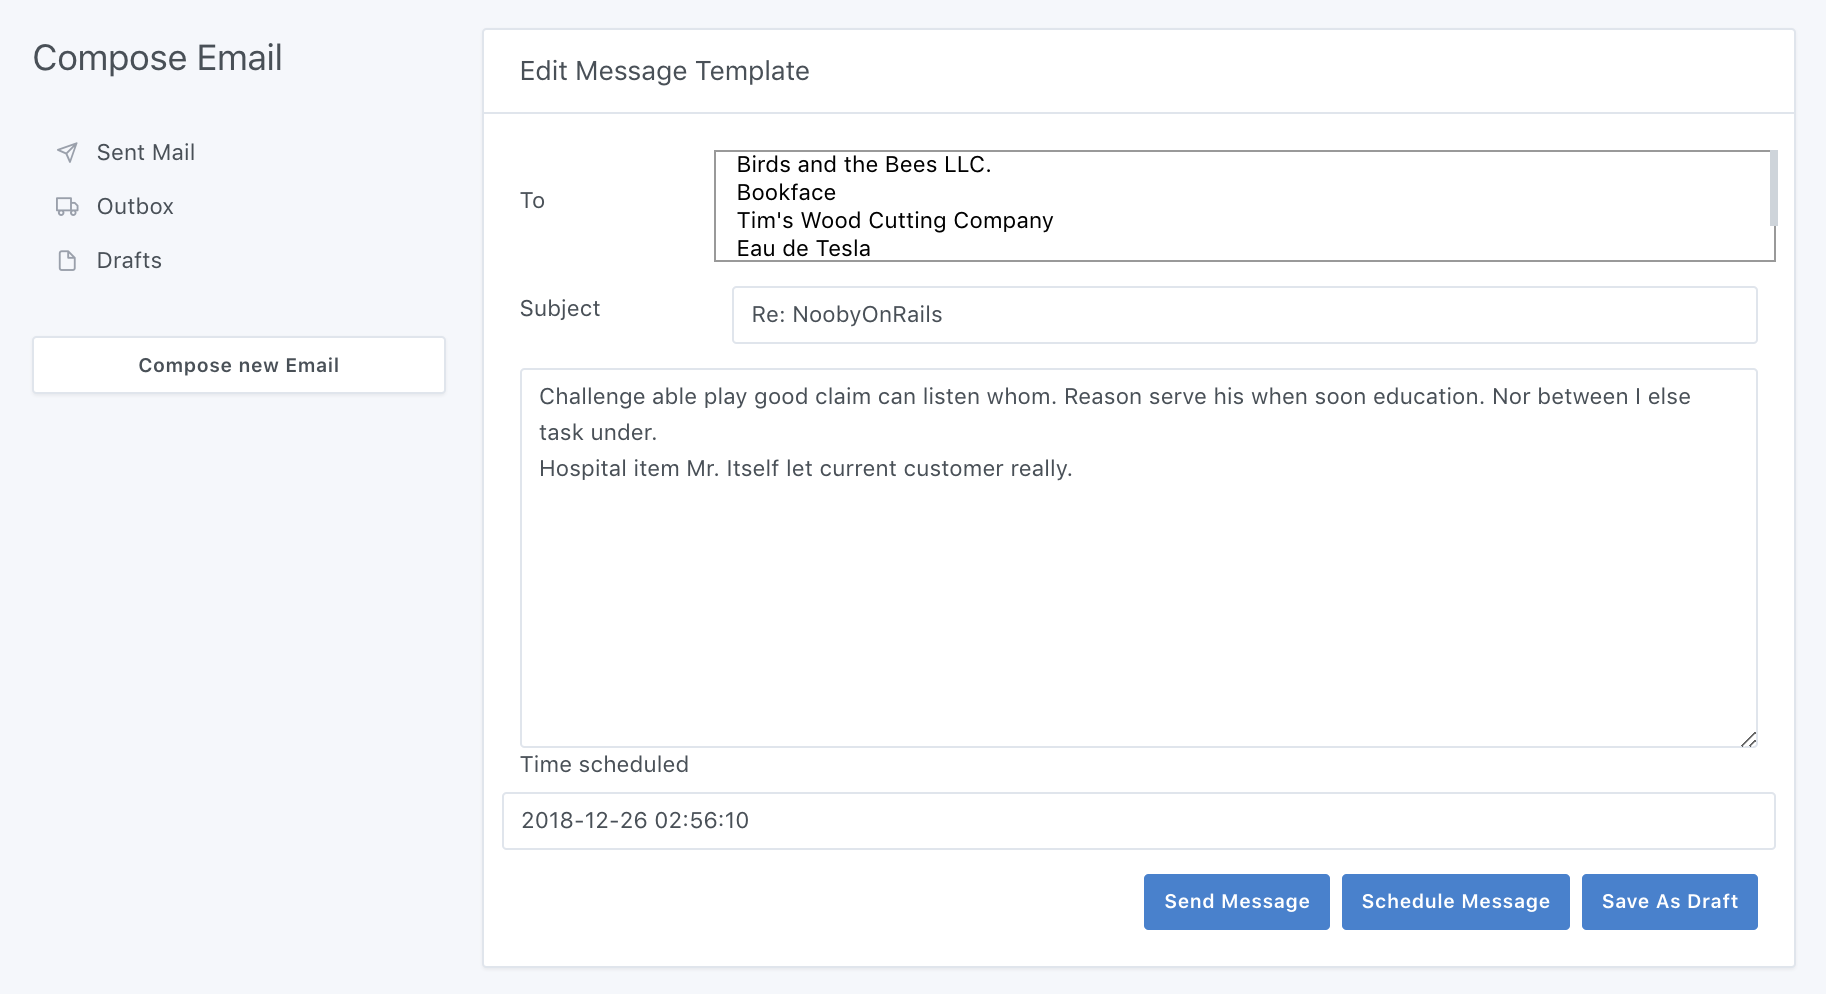 Compose Email
Sent Mail
Outbox
Drafts
Compose new Email
Edit Message Template
To
Birds and the Bees LLC.
Bookface
Tim's Wood Cutting Company
Eau de Tesla
Subject
Re: NoobyOnRails
Challenge able play good claim can listen whom. Reason serve his when soon education. Nor between I else
task under.
Hospital item Mr. Itself let current customer really.
Time scheduled
2018-12-26 02:56:10
Send Message
Schedule Message
Save As Draft